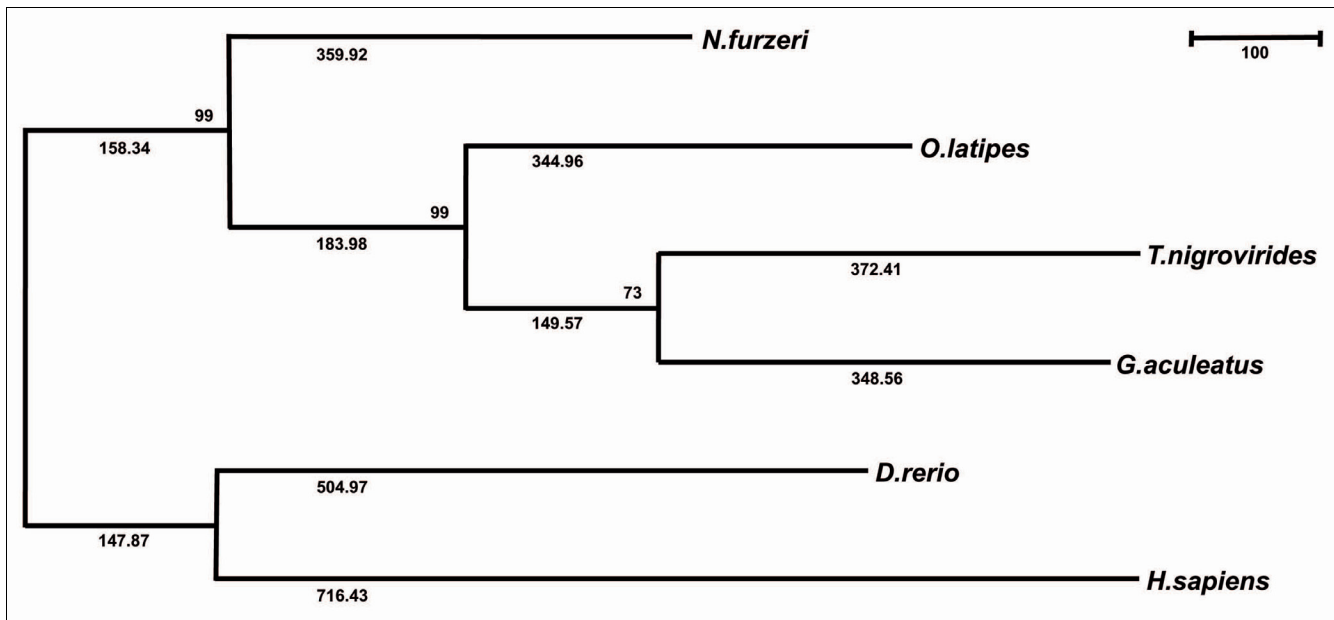 N.furzeri
359.92
100
99
158.34
O.latipes
344.96
99
183.98
T.nigrovirides
372.41
73
149.57
G.aculeatus
348.56
D.rerio
504.97
147.87
H.sapiens
716.43